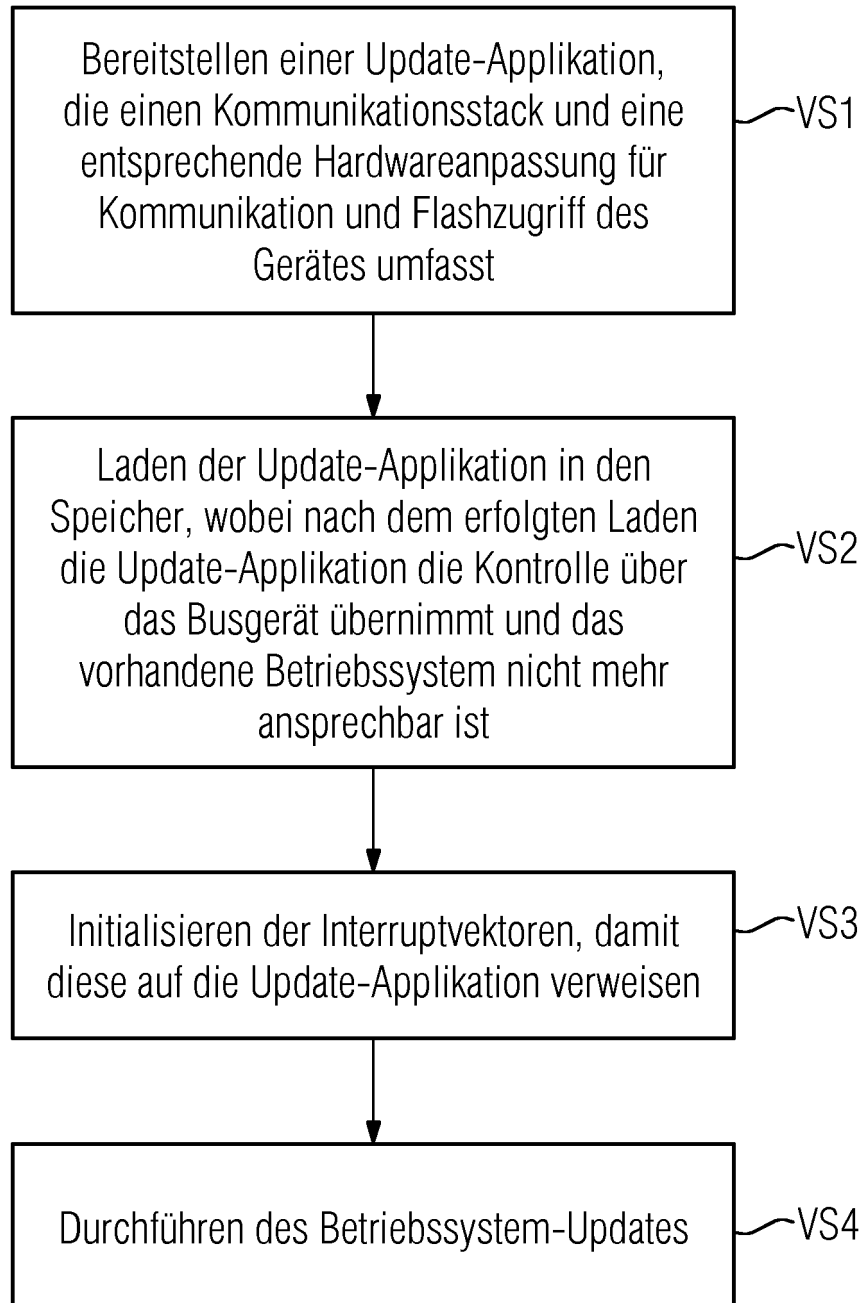 Bereitstellen einer Update-Applikation,
die einen Kommunikationsstack und eine
entsprechende Hardwareanpassung für
Kommunikation und Flashzugriff des
Gerätes umfasst
VS1
Laden der Update-Applikation in den
Speicher, wobei nach dem erfolgten Laden
die Update-Applikation die Kontrolle über
das Busgerät übernimmt und das
vorhandene Betriebssystem nicht mehr
ansprechbar ist
VS2
Initialisieren der Interruptvektoren, damit
diese auf die Update-Applikation verweisen
VS3
Durchführen des Betriebssystem-Updates
VS4